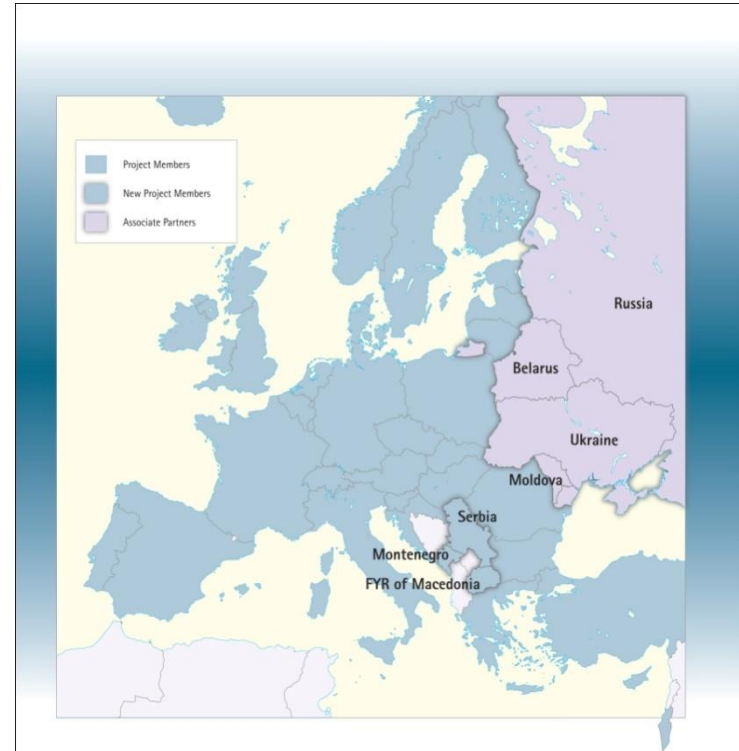 Project Members
New Project Members
Associate Partners
Russia
Belarus
Ukraine
Moldova
Serbia
Montenegro
FYR of Macedonia